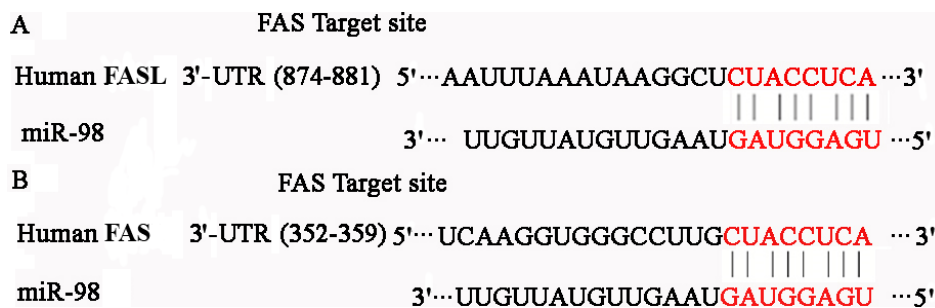 A FAS Target site
Human FASL 3'-UTR (874-881) 5'···AAUUUAAAUAAGGCUCUACCUCA ···3'
miR-98 3'··· UUGUUAUGUUGAAUGAUGGAGU ···5'
B FAS Target site
Human FAS 3'-UTR (352-359) 5'···UCAAGGUGGGCCUUGCUACCUCA ···3'
miR-98 3'···UUGUUAUGUUGAAUGAUGGAGU ···5'